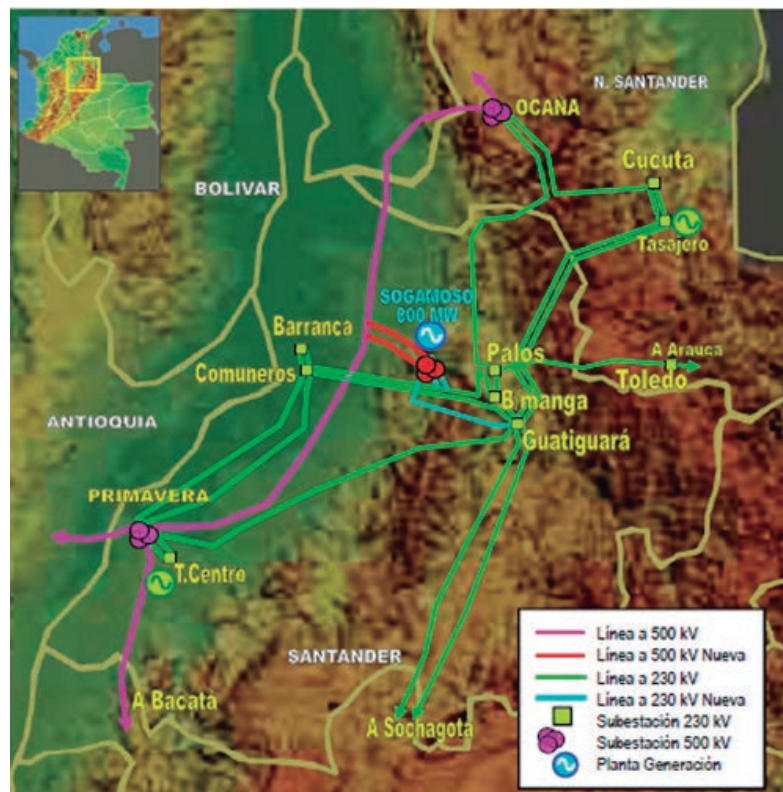 N. SANTANDER
OCAÑA
Cucuta
BOLIVAR
Tasajero
SOGAMOSO
800 MW
Barranca
Palos
A Arauca
Comuneros
Toledo
B.manga
ANTIOQUIA
Guatiguará
PRIMAVERA
T.Centro
SANTANDER
A Bacatá
A Sochagota
Línea a 500 kV
Línea a 500 kV Nueva
Línea a 230 kV
Línea a 230 kV Nueva
Subestación 230 kV
Subestación 500 kV
Planta Generación